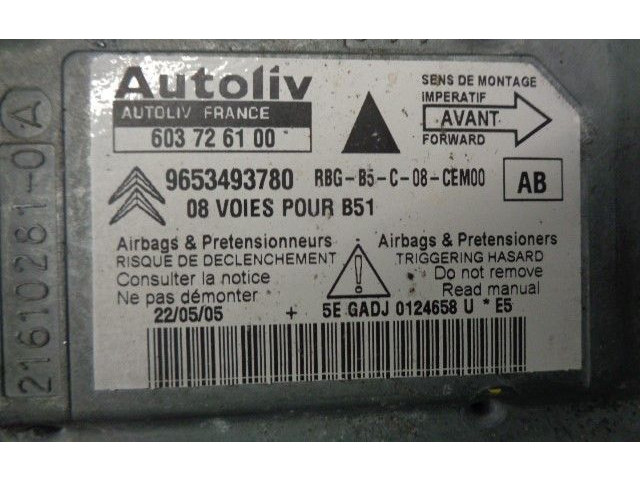 Autoliv
AUTOLIV FRANCE
603 72 61 00
SENS DE MONTAGE
IMPERATIF
AVANT
FORWARD
9653493780 RBG-B5-C-08-CEM00 AB
08 VOIES POUR B51
Airbags & Pretensionneurs
RISQUE DE DECLENCHEMENT
Consulter la notice
Ne pas démonter
Airbags & Pretensioners
TRIGGERING HASARD
Do not remove
Read manual
22/05/05 + 5E GADJ 0124658 U * E5
21610261-0 A